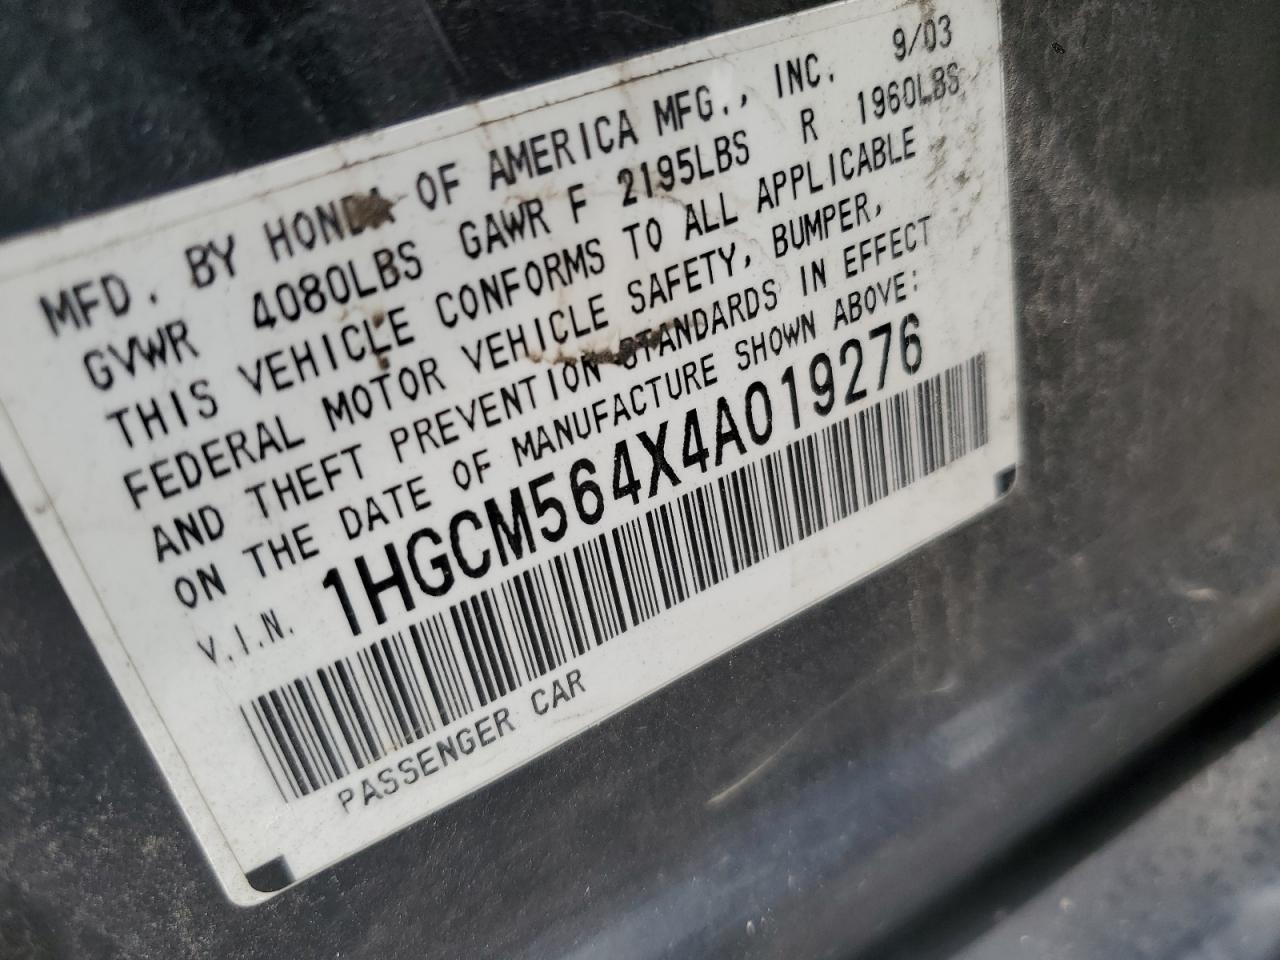 MFD. BY HONDA OF AMERICA MFG., INC. 9/03
GVWR 4080LBS GAWR F 2195LBS R 1960LBS
THIS VEHICLE CONFORMS TO ALL APPLICABLE
FEDERAL MOTOR VEHICLE SAFETY, BUMPER,
AND THEFT PREVENTION STANDARDS IN EFFECT
ON THE DATE OF MANUFACTURE SHOWN ABOVE:
V.I.N. 1HGCM564X4A019276
PASSENGER CAR